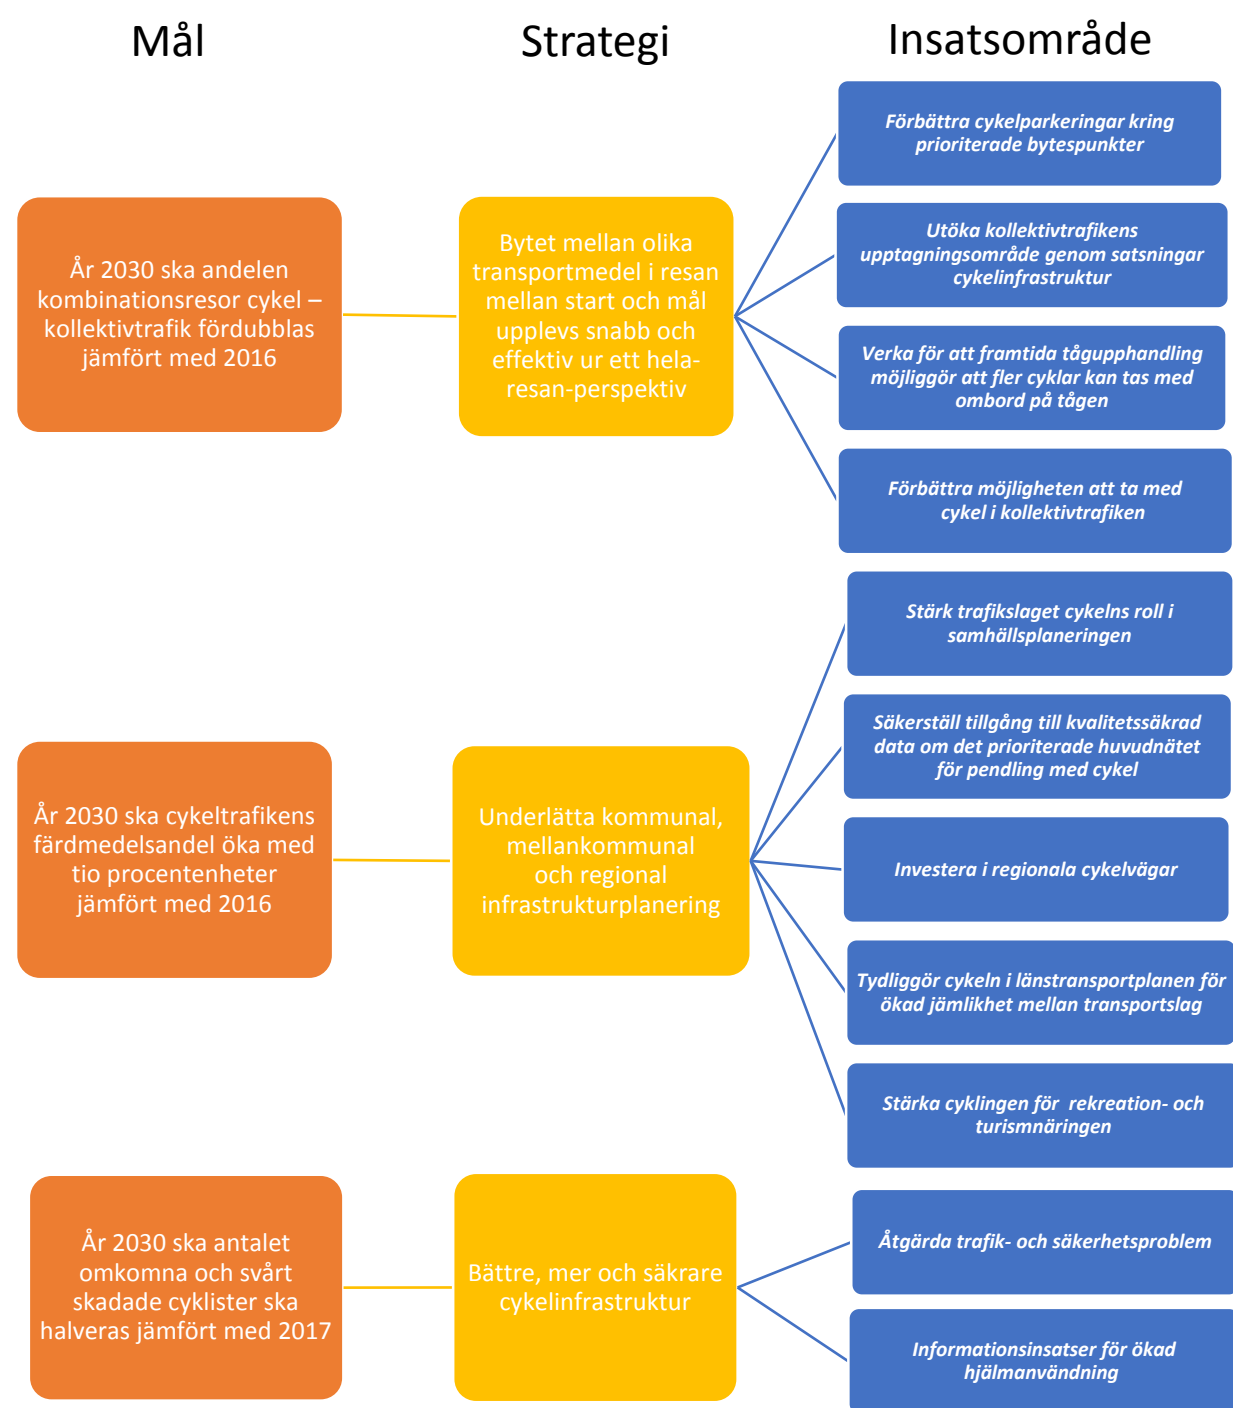 Mål
Strategi
Insatsområde
År 2030 ska andelen
kombinationsresor cykel –
kollektivtrafik fördubblas
jämfört med 2016
Bytet mellan olika
transportmedel i resan
mellan start och mål
upplevs snabb och
effektiv ur ett hela-
resan-perspektiv
Förbättra cykelparkeringar kring
prioriterade bytespunkter
Utöka kollektivtrafikens
upptagningsområde genom satsningar
cykelinfrastruktur
Verka för att framtida tågupphandling
möjliggör att fler cyklar kan tas med
ombord på tågen
Förbättra möjligheten att ta med
cykel i kollektivtrafiken
År 2030 ska cykeltrafikens
färdmedelsandel öka med
tio procentenheter
jämfört med 2016
Underlätta kommunal,
mellankommunal
och regional
infrastrukturplanering
Stärk trafikslaget cykelns roll i
samhällsplaneringen
Säkerställ tillgång till kvalitetssäkrad
data om det prioriterade huvudnätet
för pendling med cykel
Investera i regionala cykelvägar
Tydliggör cykeln i länstransportplanen för
ökad jämlikhet mellan transportslag
Stärka cyklingen för  rekreation- och
turismnäringen
År 2030 ska antalet
omkomna och svårt
skadade cyklister ska
halveras jämfört med 2017
Bättre, mer och säkrare
cykelinfrastruktur
Åtgärda trafik- och säkerhetsproblem
Informationsinsatser för ökad
hjälmanvändning